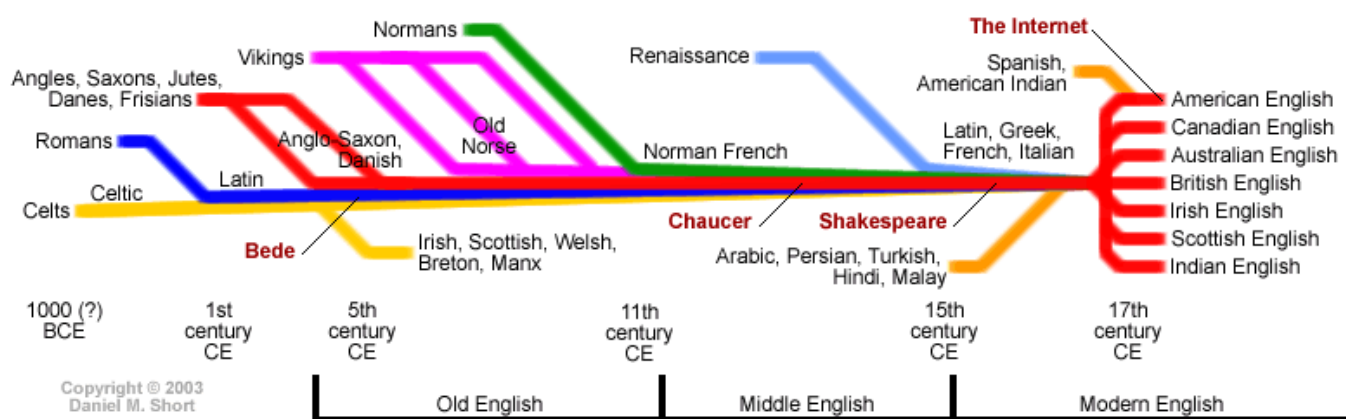 The Internet
Normans
Renaissance
Vikings
Spanish,
American Indian
Angles, Saxons, Jutes,
Danes, Frisians
American English
Romans
Anglo-Saxon,
Danish
Old
Norse
Norman French
Latin, Greek,
French, Italian
Canadian English
Australian English
Celtic
Latin
British English
Celts
Chaucer
Shakespeare
Irish English
Bede
Irish, Scottish, Welsh,
Breton, Manx
Arabic, Persian, Turkish,
Hindi, Malay
Scottish English
Indian English
1000 (?)
BCE
1st
century
CE
5th
century
CE
11th
century
CE
15th
century
CE
17th
century
CE
Copyright © 2003
Daniel M. Short
Old English
Middle English
Modern English